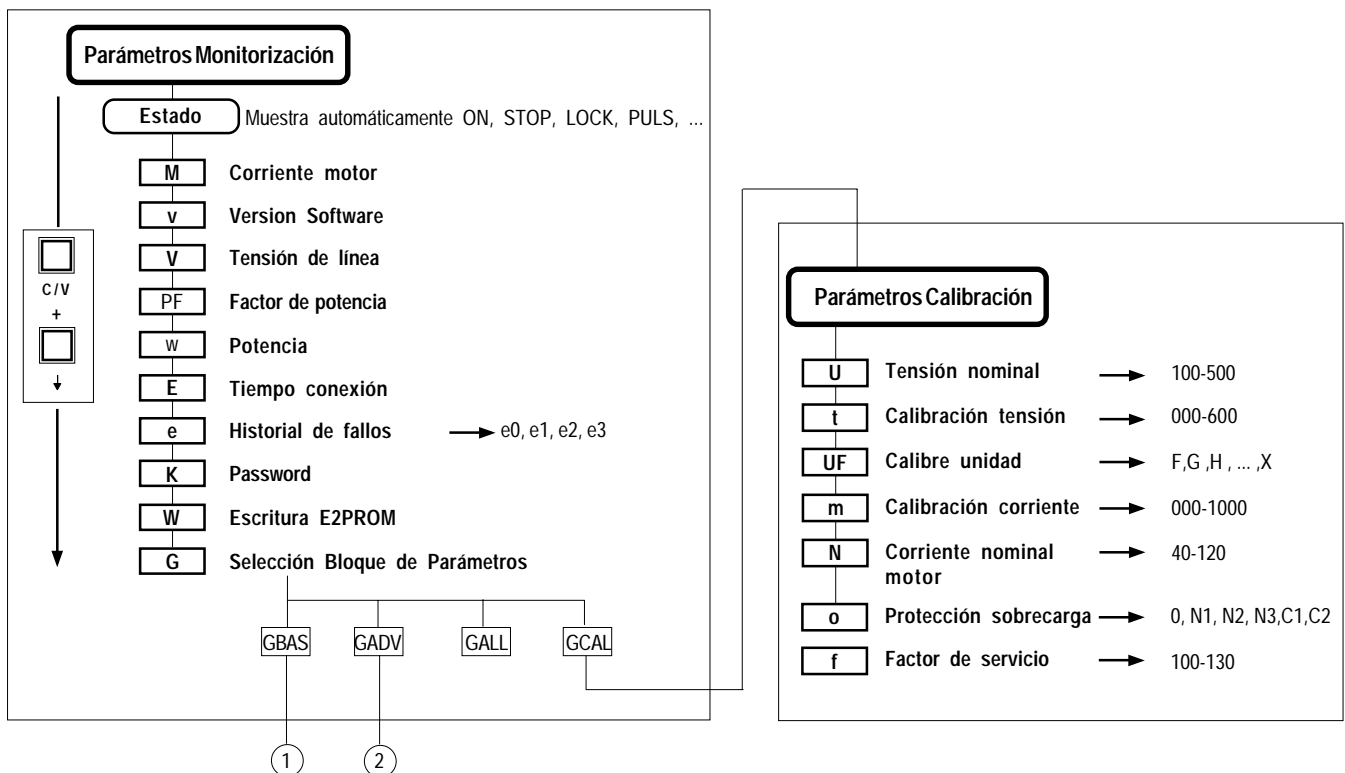 Parámetros Monitorización
Estado Muestra automáticamente ON, STOP, LOCK, PULS, ...
M Corriente motor
v Version Software
V Tensión de línea
PF Factor de potencia
W Potencia
E Tiempo conexión
e Historial de fallos e0, e1, e2, e3
K Password
W Escritura E2PROM
G Selección Bloque de Parámetros
GBAS GADV GALL GCAL
1 2
C/V
+
Parámetros Calibración
U Tensión nominal 100-500
t Calibración tensión 000-600
UF Calibre unidad F,G ,H , ... ,X
m Calibración corriente 000-1000
N Corriente nominal 40-120
motor
o Protección sobrecarga 0, N1, N2, N3,C1,C2
f Factor de servicio 100-130